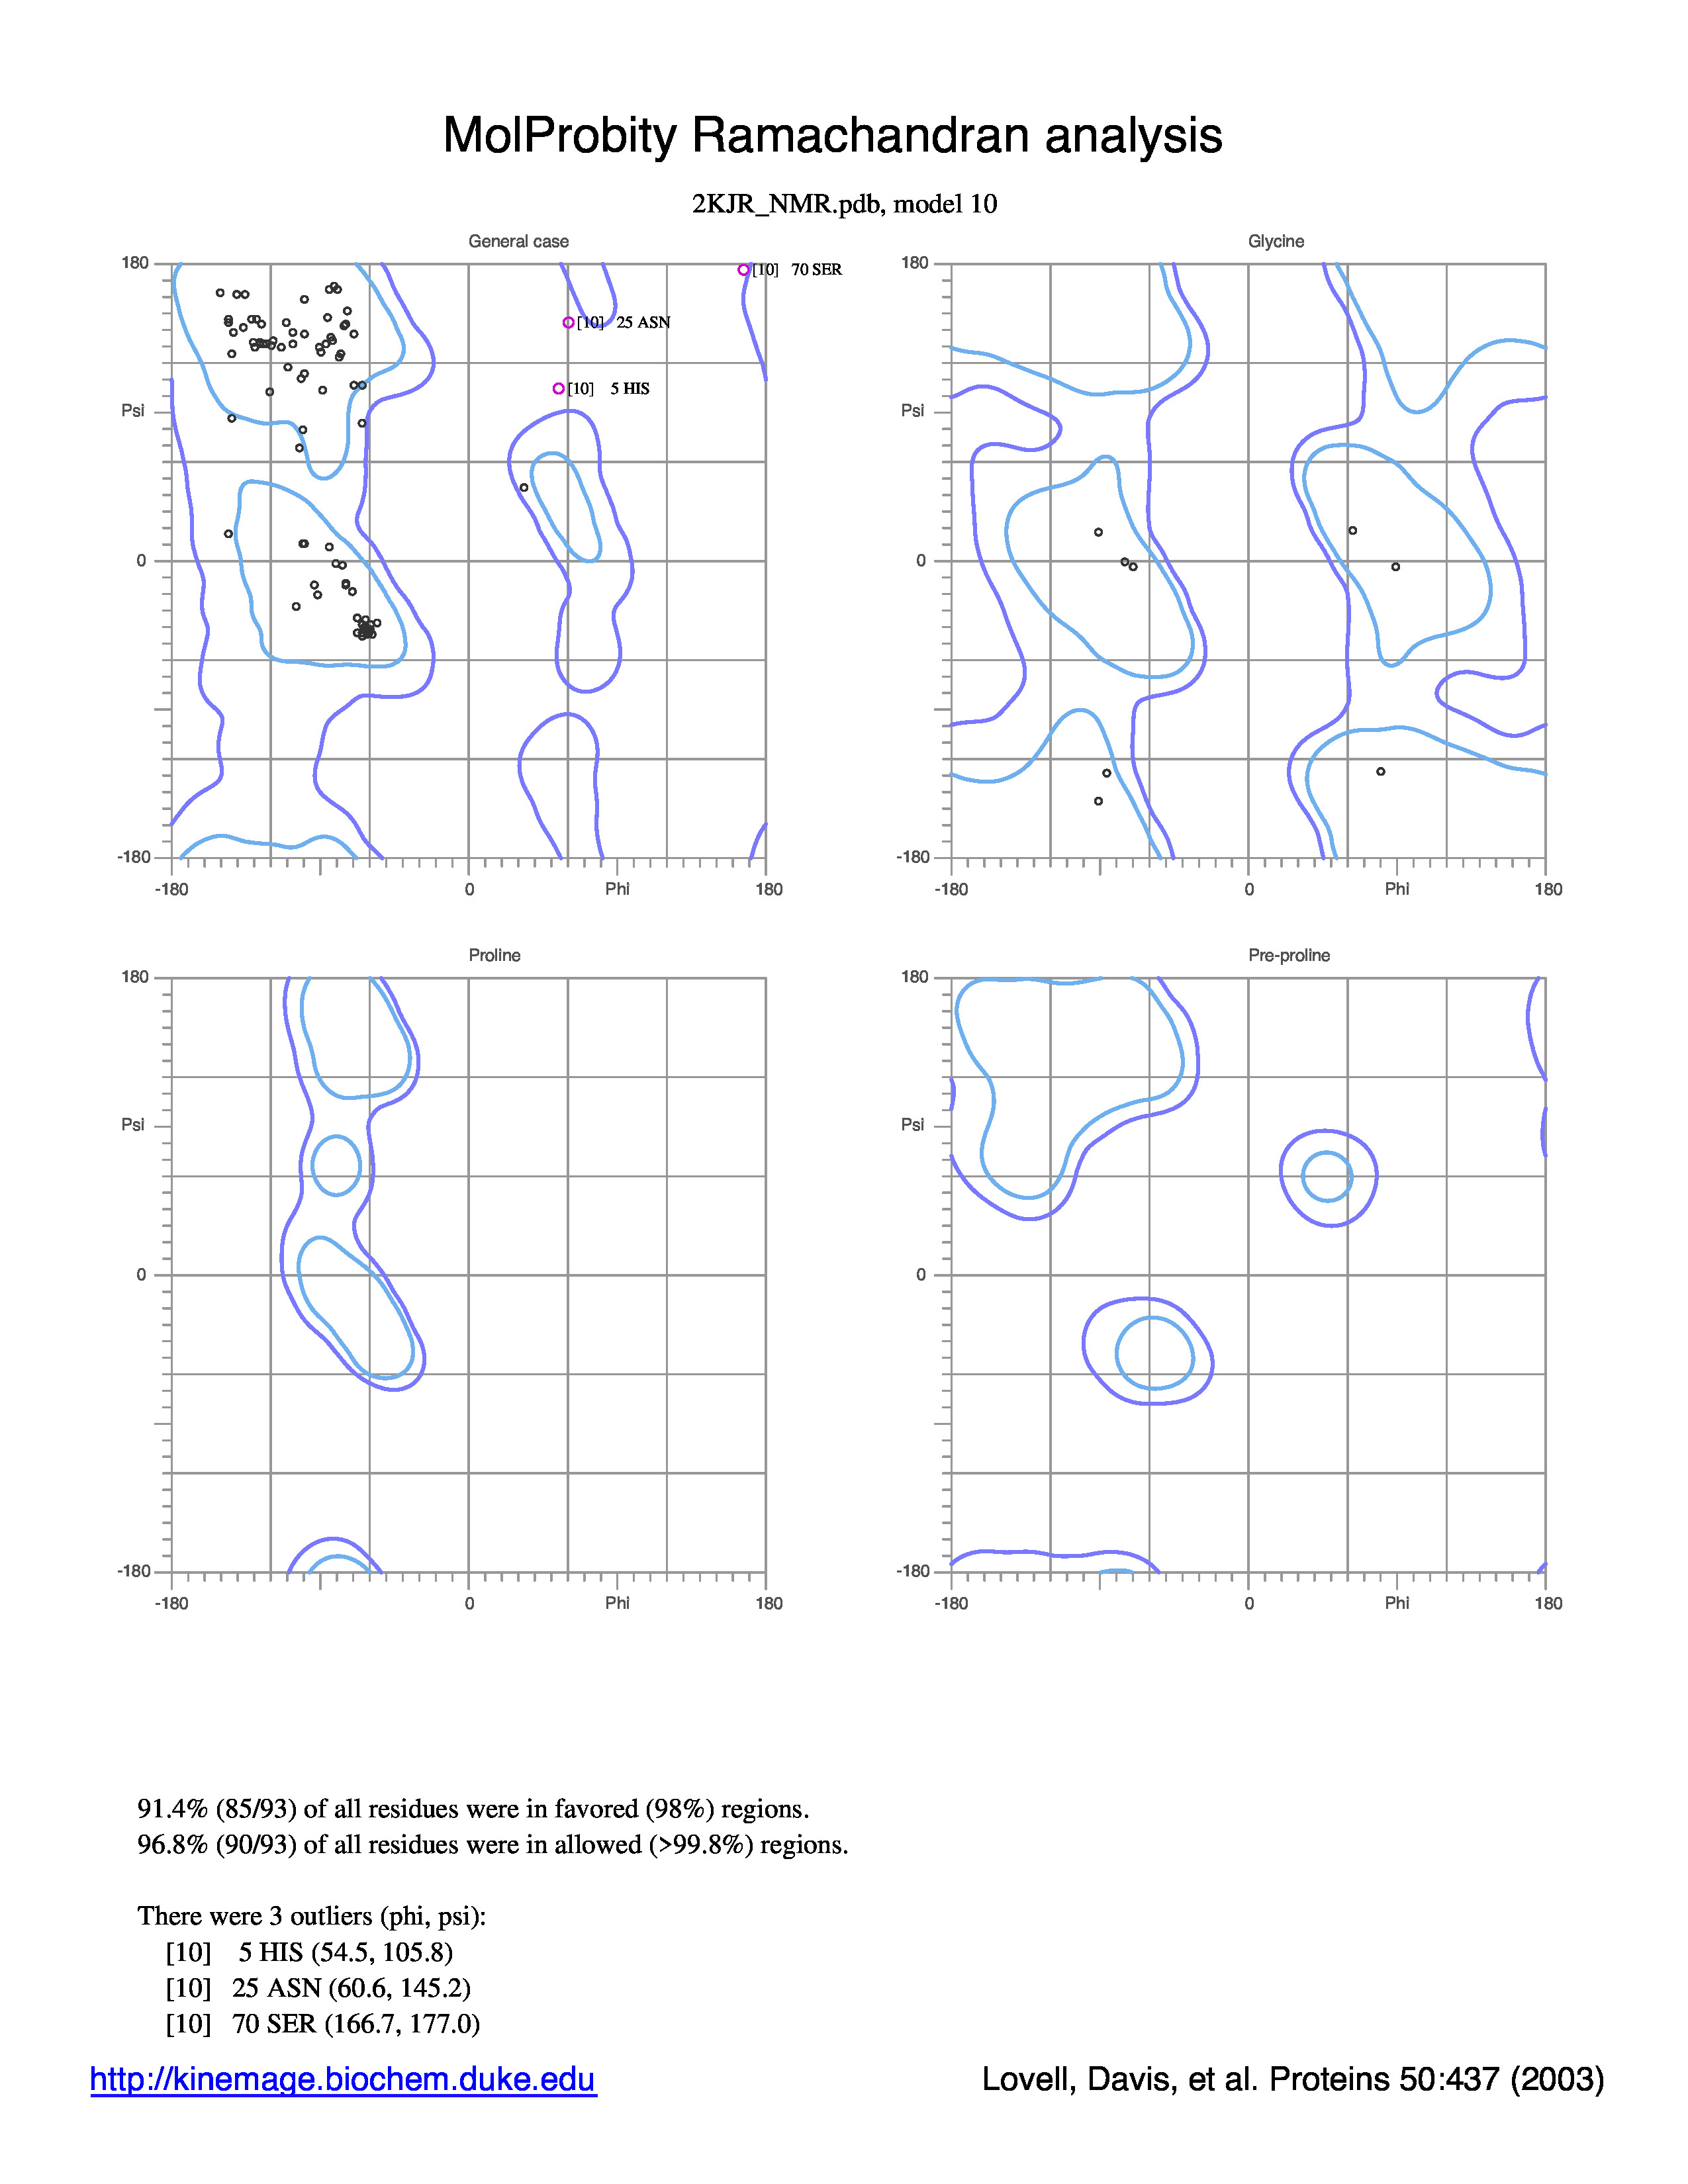 MolProbity Ramachandran analysis
2KJR_NMR.pdb, model 10
General case
180
Psi
0
-180
-180
0
Phi
180
[10] 70 SER
[10] 25 ASN
[10] 5 HIS
Glycine
180
Psi
0
-180
-180
0
Phi
180
Proline
180
Psi
0
-180
-180
0
Phi
180
Pre-proline
180
Psi
0
-180
-180
0
Phi
180
91.4% (85/93) of all residues were in favored (98%) regions.
96.8% (90/93) of all residues were in allowed (>99.8%) regions.
There were 3 outliers (phi, psi):
[10] 5 HIS (54.5, 105.8)
[10] 25 ASN (60.6, 145.2)
[10] 70 SER (166.7, 177.0)
http://kinemage.biochem.duke.edu
Lovell, Davis, et al. Proteins 50:437 (2003)